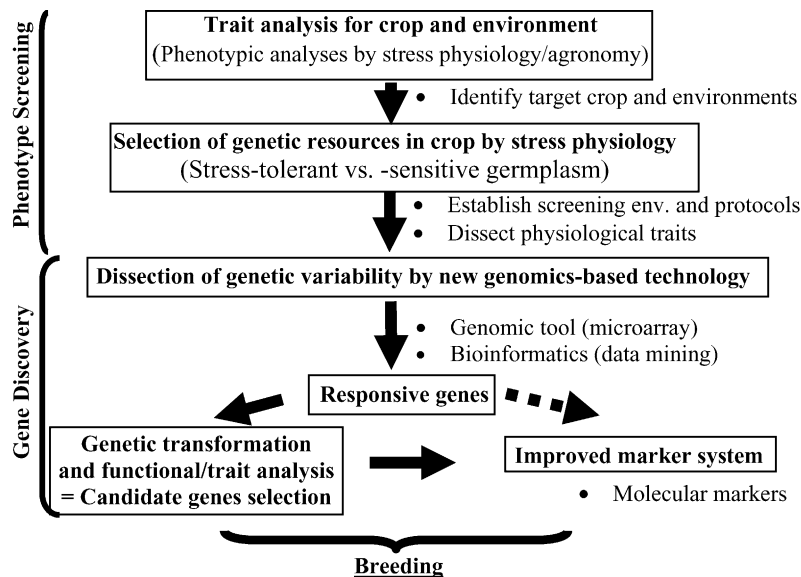 Phenotype Screening
Trait analysis for crop and environment
(Phenotypic analyses by stress physiology/agronomy)
• Identify target crop and environments
Selection of genetic resources in crop by stress physiology
(Stress-tolerant vs. -sensitive germplasm)
• Establish screening env. and protocols
• Dissect physiological traits
Gene Discovery
Dissection of genetic variability by new genomics-based technology
• Genomic tool (microarray)
• Bioinformatics (data mining)
Responsive genes
Genetic transformation
and functional/trait analysis
= Candidate genes selection
Improved marker system
• Molecular markers
Breeding